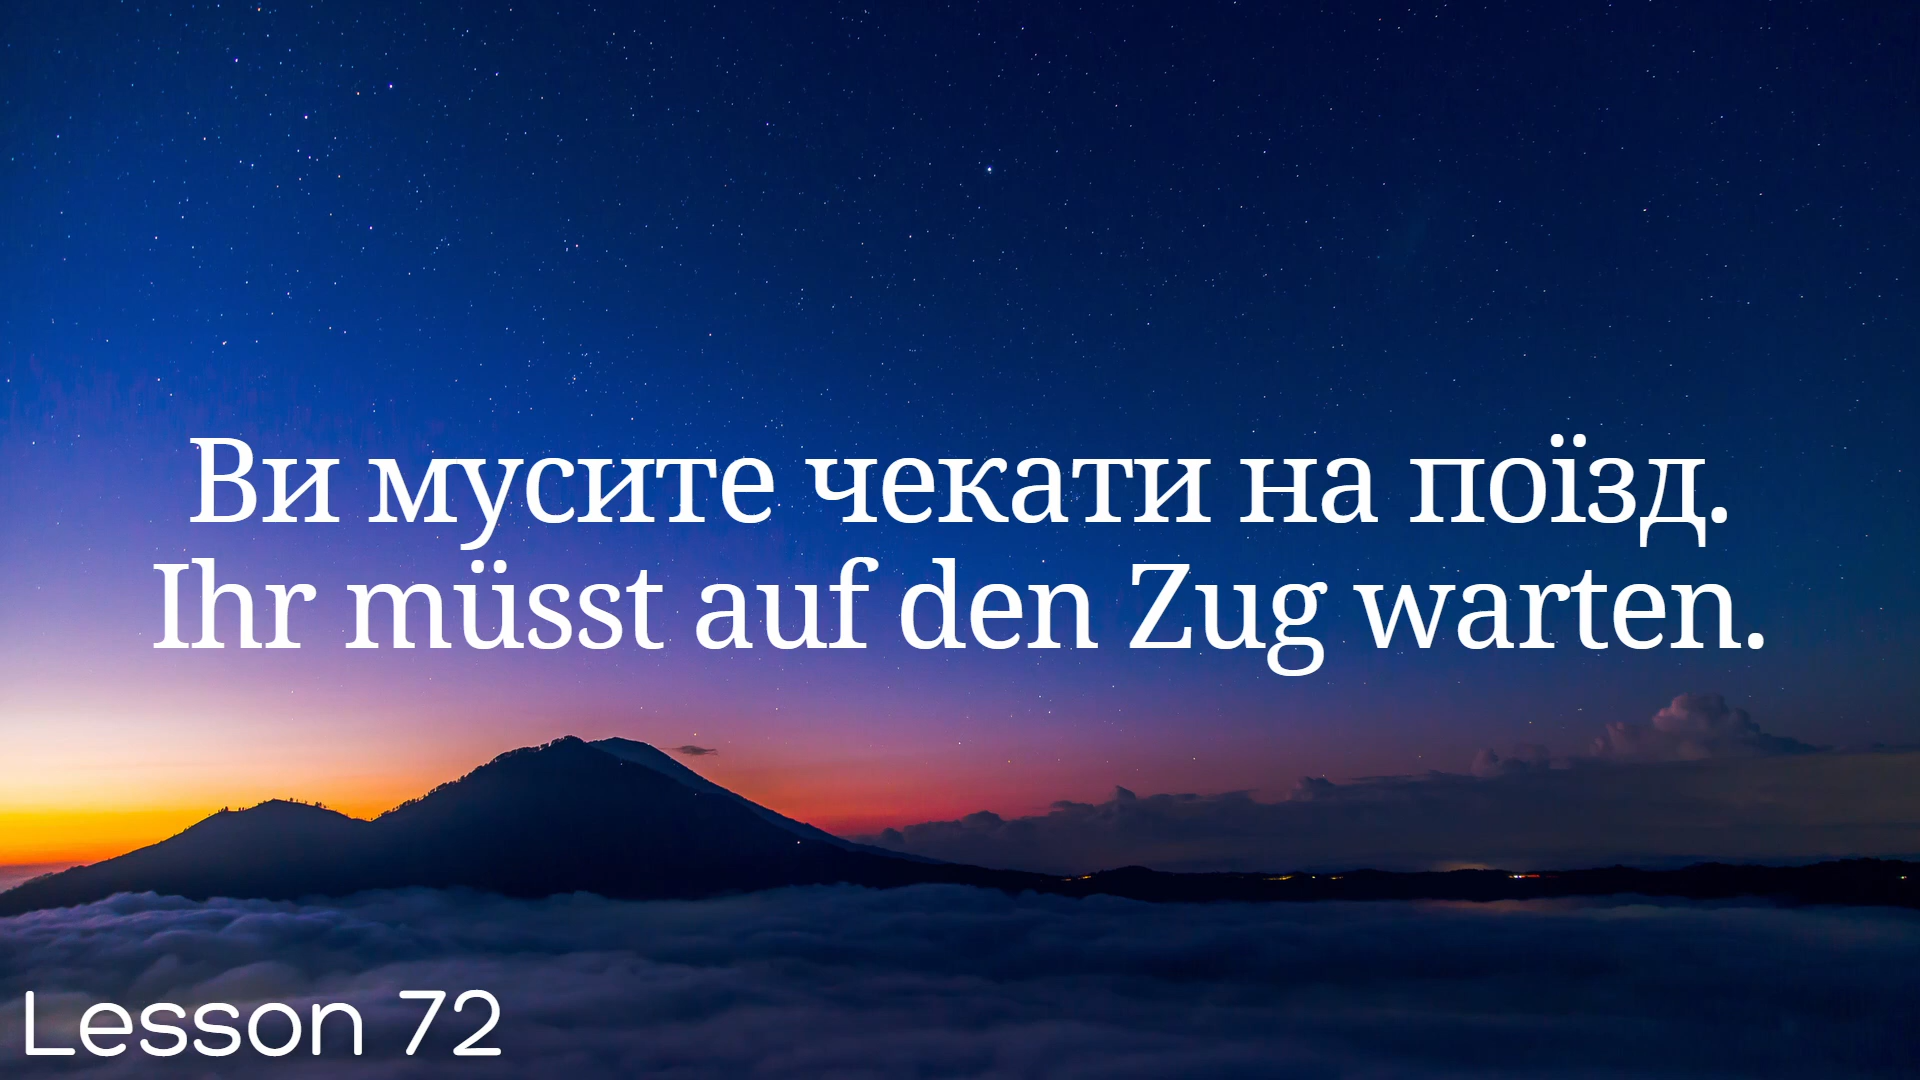 Ви мусите чекати на поїзд.
Ihr müsst auf den Zug warten.
Lesson 72